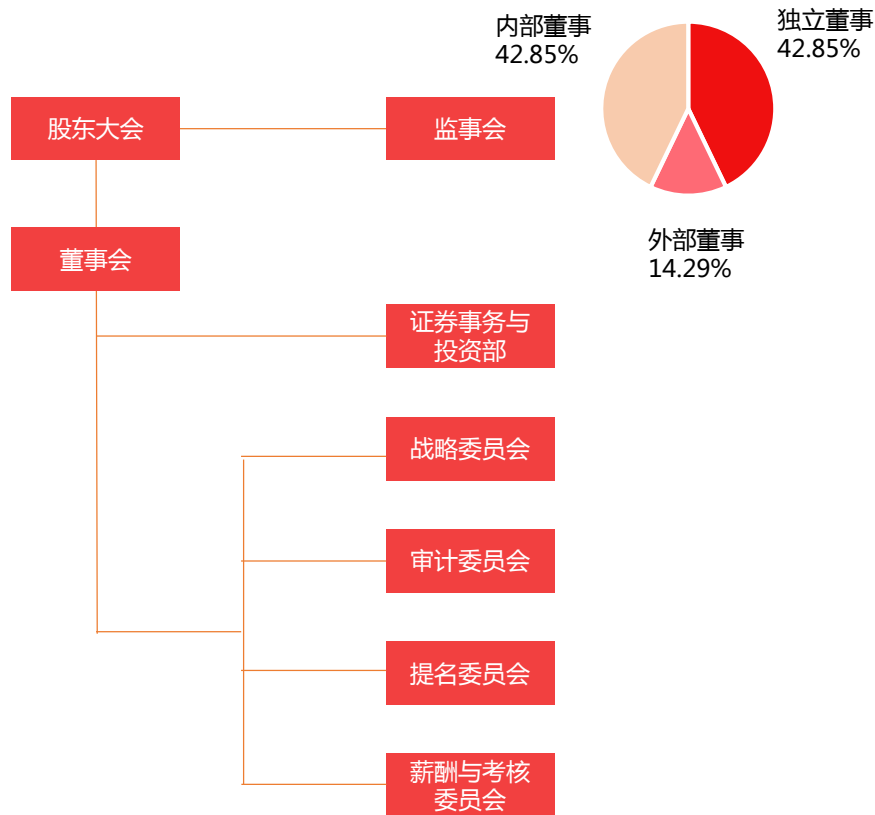 内部董事
42.85%
独立董事
42.85%
股东大会
监事会
外部董事
14.29%
董事会
证券事务与
投资部
战略委员会
审计委员会
提名委员会
薪酬与考核
委员会